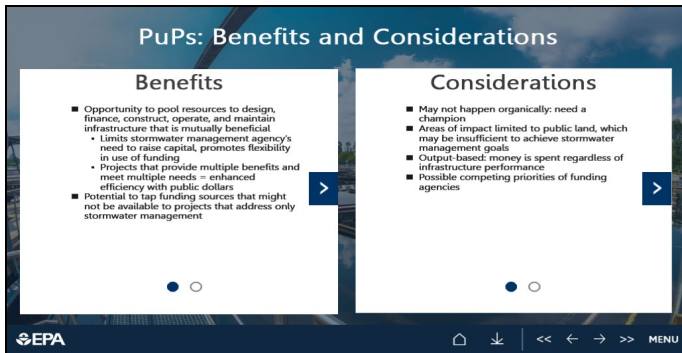 PuPs: Benefits and Considerations
Benefits
■ Opportunity to pool resources to design,
finance, construct, operate, and maintain
infrastructure that is mutually beneficial
▪ Limits stormwater management agency's
need to raise capital, promotes flexibility
in use of funding
▪ Projects that provide multiple benefits and
meet multiple needs = enhanced
efficiency with public dollars
■ Potential to tap funding sources that might
not be available to projects that address only
stormwater management
Considerations
■ May not happen organically: need a
champion
■ Areas of impact limited to public land, which
may be insufficient to achieve stormwater
management goals
■ Output-based: money is spent regardless of
infrastructure performance
■ Possible competing priorities of funding
agencies
EPA
<< ← → >> MENU